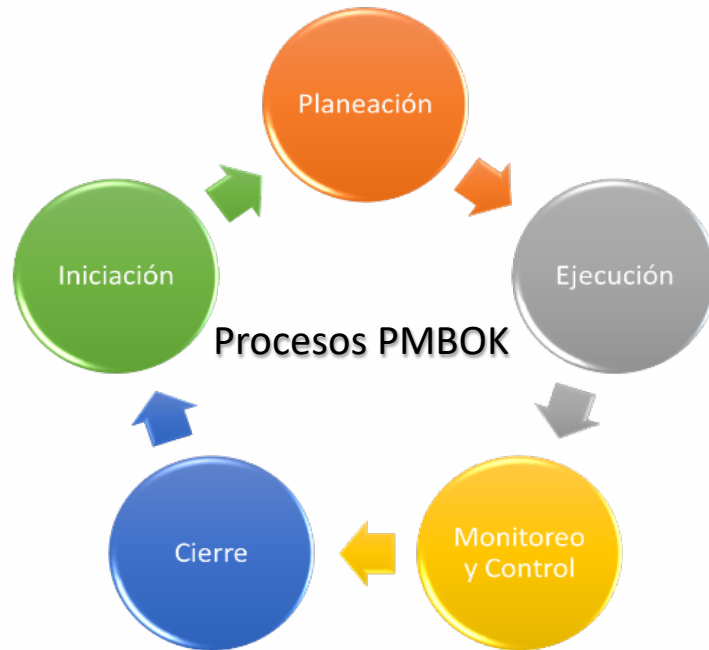 Planeación
Iniciación
Ejecución
Procesos PMBOK
Cierre
Monitoreo
y Control